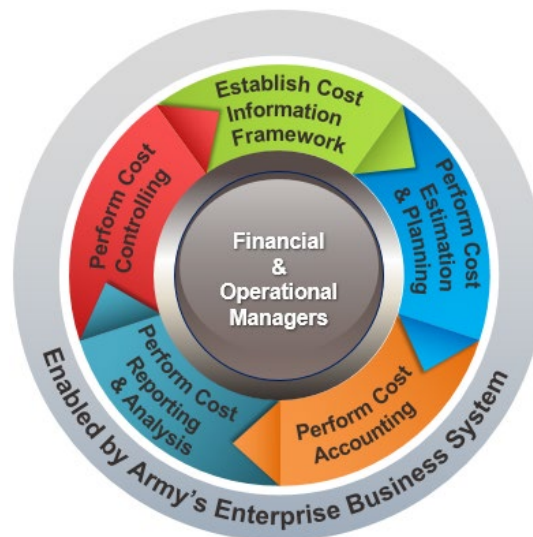 Establish Cost
Information
Framework
Perform Cost
Estimation
& Planning
Perform Cost
Accounting
Perform Cost
Reporting
& Analysis
Perform Cost
Controlling
Financial
&
Operational
Managers
Enabled by Army's Enterprise Business System